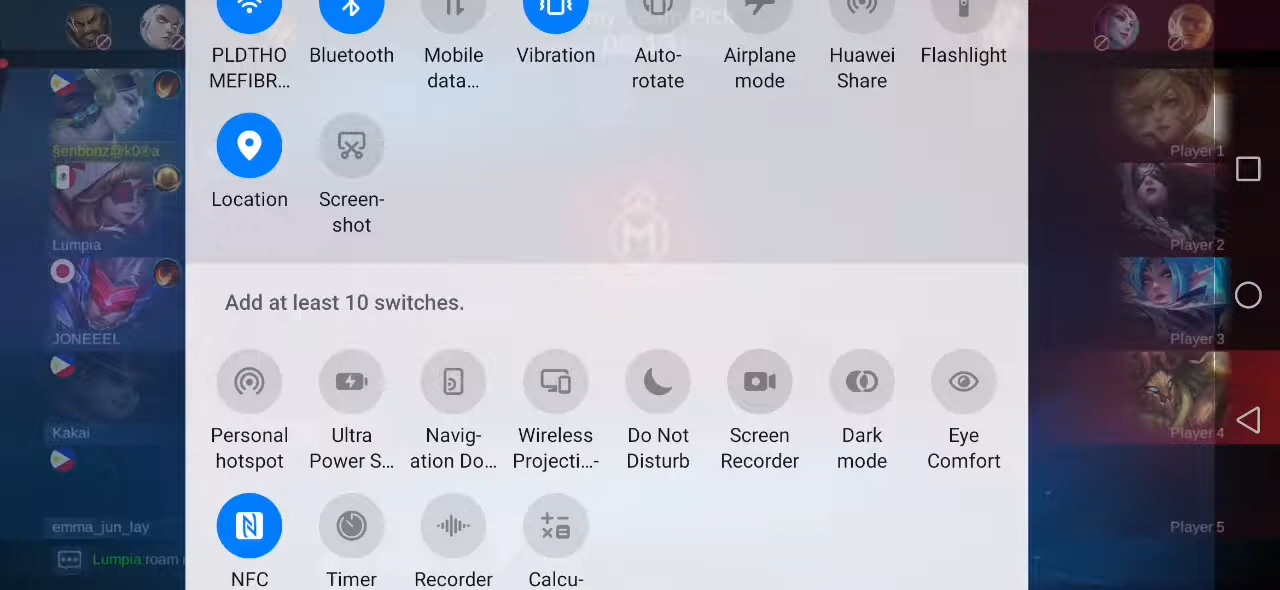 PLDTHO
MEFIBR...
Bluetooth
Mobile
data...
Vibration
Auto-
rotate
Airplane
mode
Huawei
Share
Flashlight
Location
Screen-
shot
Add at least 10 switches.
Personal
hotspot
Ultra
Power S...
Navig-
ation Do...
Wireless
Projecti...-
Do Not
Disturb
Screen
Recorder
Dark
mode
Eye
Comfort
NFC
Timer
Recorder
Calcu-
Lumpia
JONEEEL
Kakai
emma_jun_lay
Lumpia:roam
Player 1
Player 2
Player 3
Player 4
Player 5